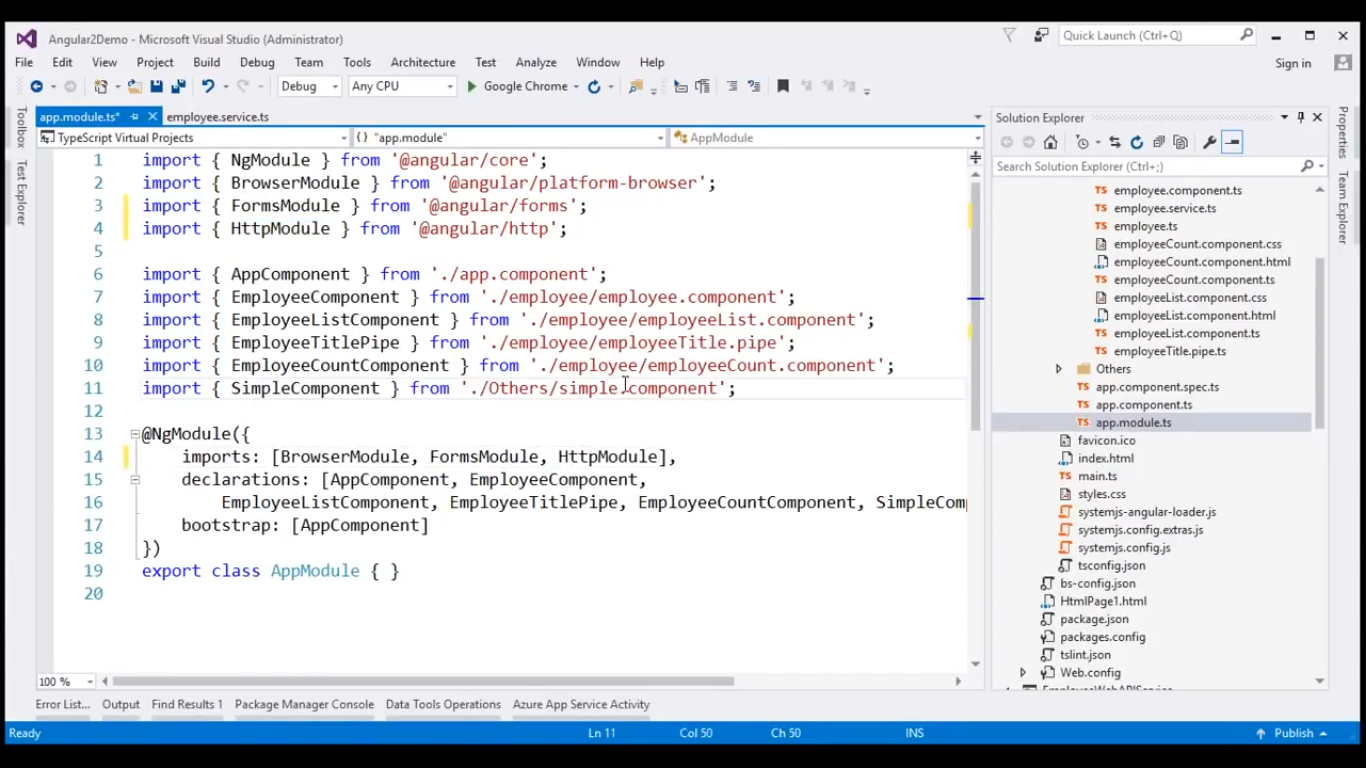 Angular2Demo - Microsoft Visual Studio (Administrator)
Quick Launch (Ctrl+Q)
File Edit View Project Build Debug Team Tools Architecture Test Analyze Window Help
Sign in
Debug Any CPU Google Chrome
Toolbox
Test Explorer
app.module.ts*
employee.service.ts
TypeScript Virtual Projects
{ } "app.module"
AppModule
1 import { NgModule } from '@angular/core';
2 import { BrowserModule } from '@angular/platform-browser';
3 import { FormsModule } from '@angular/forms';
4 import { HttpModule } from '@angular/http';
5
6 import { AppComponent } from './app.component';
7 import { EmployeeComponent } from './employee/employee.component';
8 import { EmployeeListComponent } from './employee/employeeList.component';
9 import { EmployeeTitlePipe } from './employee/employeeTitle.pipe';
10 import { EmployeeCountComponent } from './employee/employeeCount.component';
11 import { SimpleComponent } from './Others/simple.component';
12
13 @NgModule({
14 imports: [BrowserModule, FormsModule, HttpModule],
15 declarations: [AppComponent, EmployeeComponent,
16 EmployeeListComponent, EmployeeTitlePipe, EmployeeCountComponent, SimpleComp
17 bootstrap: [AppComponent]
18 })
19 export class AppModule { }
20
100 %
Solution Explorer
Search Solution Explorer (Ctrl+;)
TS employee.component.ts
TS employee.service.ts
TS employee.ts
employeeCount.component.css
employeeCount.component.html
TS employeeCount.component.ts
employeeList.component.css
employeeList.component.html
TS employeeList.component.ts
TS employeeTitle.pipe.ts
Others
TS app.component.spec.ts
TS app.component.ts
TS app.module.ts
favicon.ico
index.html
TS main.ts
styles.css
systemjs-angular-loader.js
systemjs.config.extras.js
systemjs.config.js
tsconfig.json
bs-config.json
HtmlPage1.html
package.json
packages.config
tslint.json
Web.config
EmployeeWebAPIService
Properties
Team Explorer
Error List... Output Find Results 1 Package Manager Console Data Tools Operations Azure App Service Activity
Ready Ln 11 Col 50 Ch 50 INS Publish